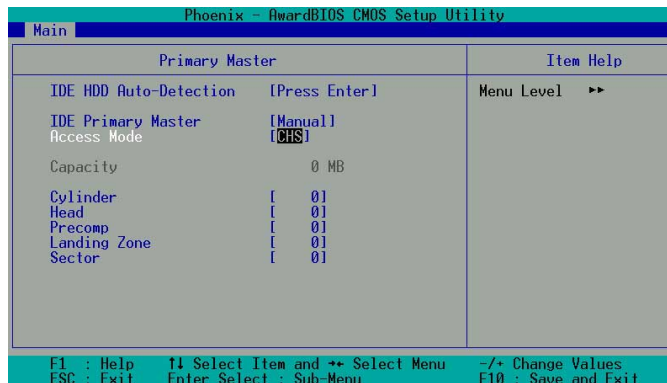 Phoenix - AwardBIOS CMOS Setup Utility
Main
Primary Master
Item Help
IDE HDD Auto-Detection [Press Enter]
Menu Level ▸▸
IDE Primary Master [Manual]
Access Mode [CHS]
Capacity 0 MB
Cylinder [ 0]
Head [ 0]
Precomp [ 0]
Landing Zone [ 0]
Sector [ 0]
F1 : Help ↑↓ Select Item and →← Select Menu -/+ Change Values
ESC : Exit Enter Select : Sub-Menu F10 : Save and Exit